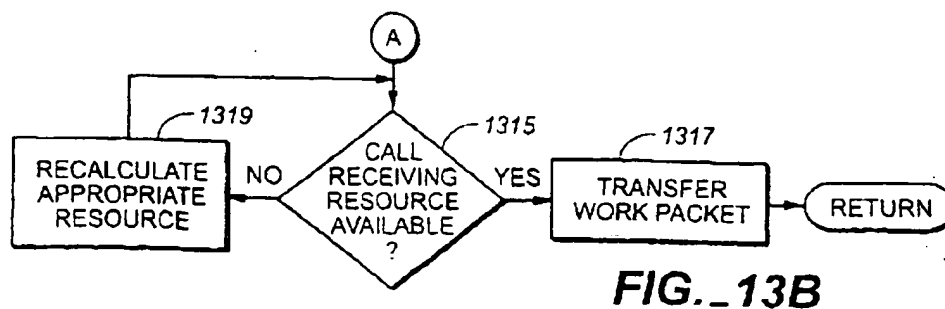 A
1319
RECALCULATE
APPROPRIATE
RESOURCE
NO
1315
CALL
RECEIVING
RESOURCE
AVAILABLE
?
YES
1317
TRANSFER
WORK PACKET
RETURN
FIG._13B